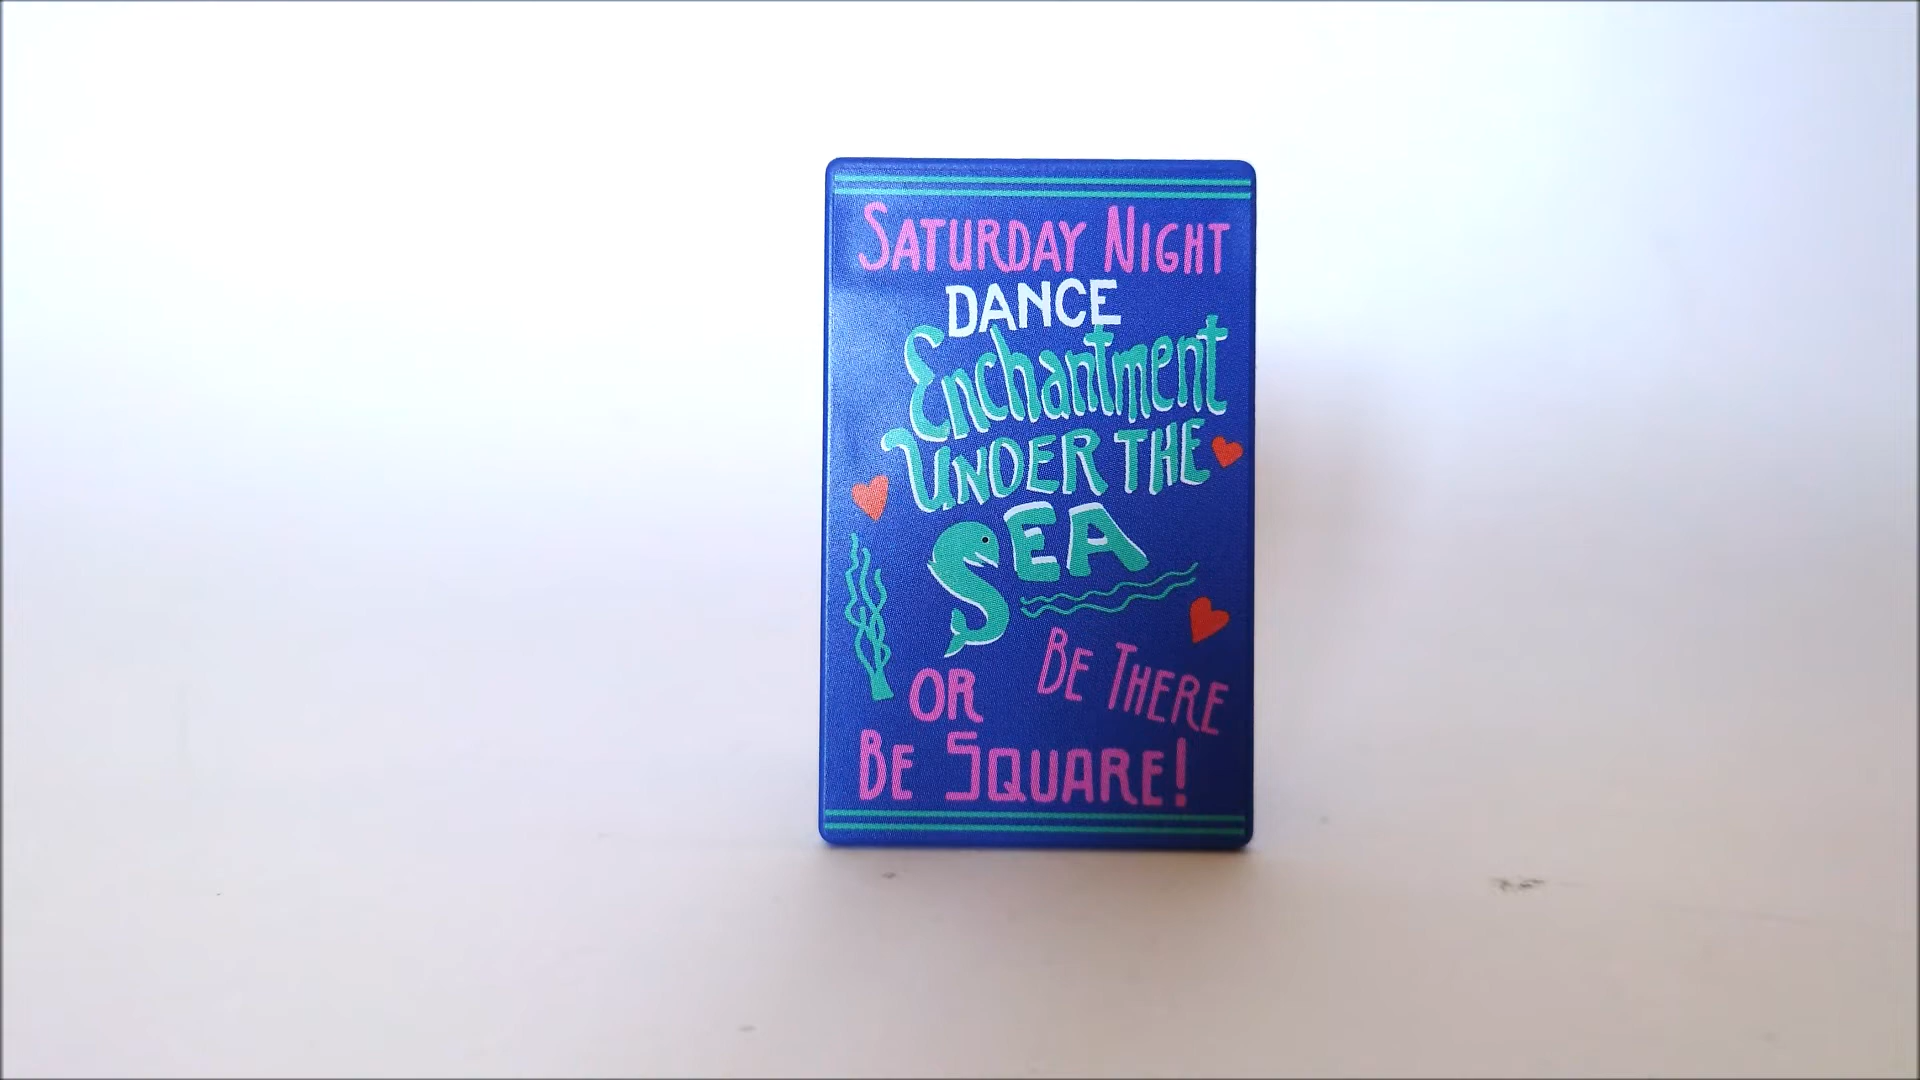 SATURDAY NIGHT
DANCE
Enchantment
UNDER THE
SEA
BE THERE
OR
BE SQUARE!